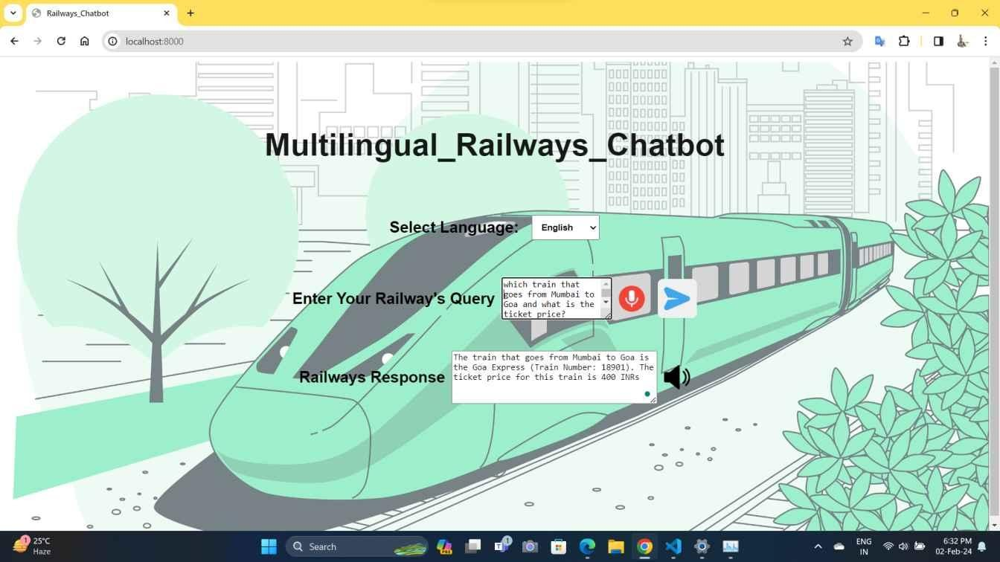 Railways_Chatbot
localhost:8000
Multilingual_Railways_Chatbot
Select Language:
English
Enter Your Railway's Query
which train that
goes from Mumbai to
Goa and what is the
ticket price?
Railways Response
The train that goes from Mumbai to Goa is
the Goa Express (Train Number: 18901). The
ticket price for this train is 400 INRs
1
25°C
Haze
Search
PRE
1
ENG
IN
6:32 PM
02-Feb-24